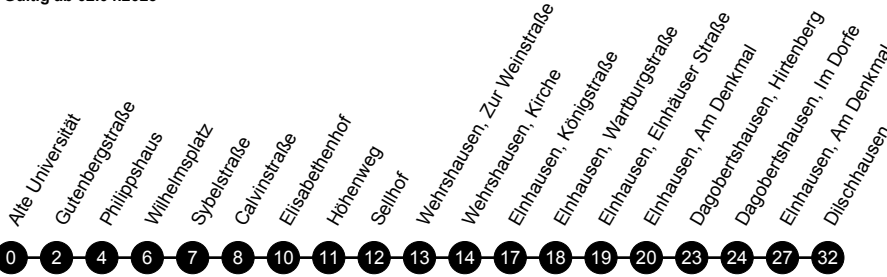 Alte Universität
Gutenbergstraße
Philippshaus
Wilhelmsplatz
Sybelstraße
Calvinstraße
Elisabethenhof
Höhenweg
Sellhof
Wehrshausen, Zur Weinstraße
Wehrshausen, Kirche
Elnhausen, Königstraße
Elnhausen, Wartburgstraße
Elnhausen, Elnhäuser Straße
Elnhausen, Am Denkmal
Dagobertshausen, Hirtenberg
Dagobertshausen, Im Dorfe
Elnhausen, Am Denkmal
Dilschhausen
0 2 4 6 7 8 10 11 12 13 14 17 18 19 20 23 24 27 32